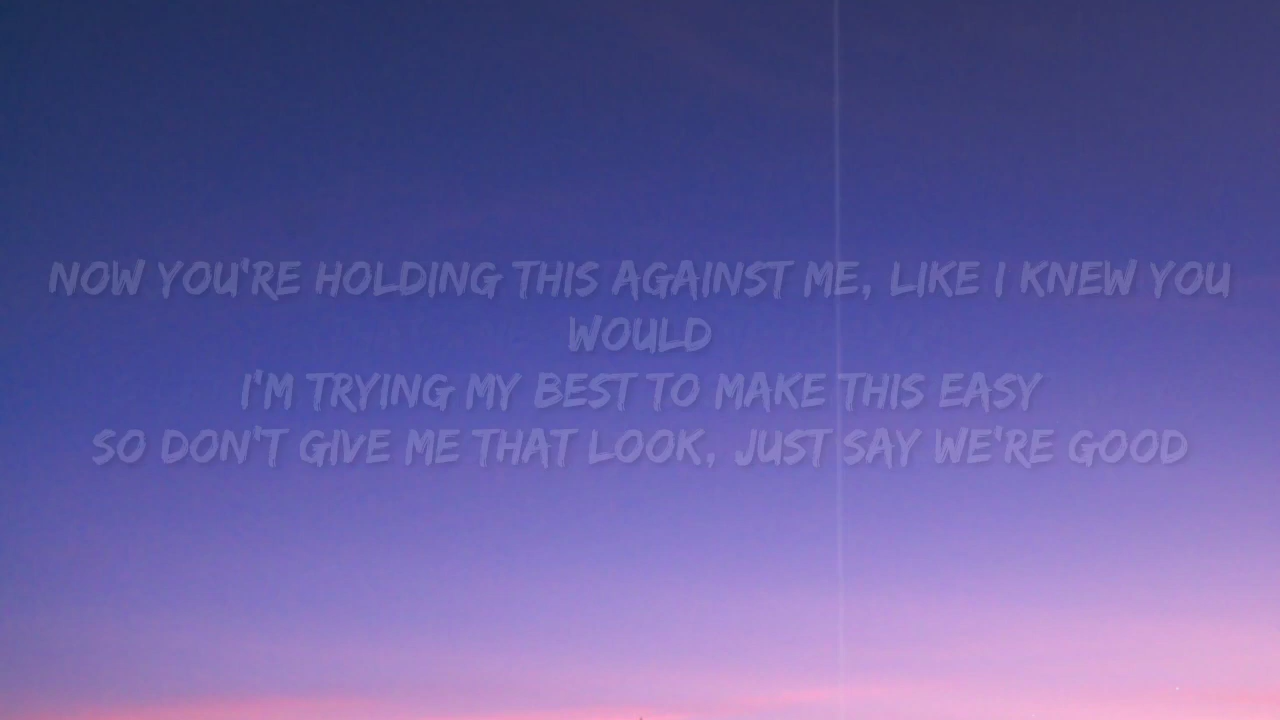 NOW YOU'RE HOLDING THIS AGAINST ME, LIKE I KNEW YOU
WOULD
I'M TRYING MY BEST TO MAKE THIS EASY
SO DON'T GIVE ME THAT LOOK, JUST SAY WE'RE GOOD